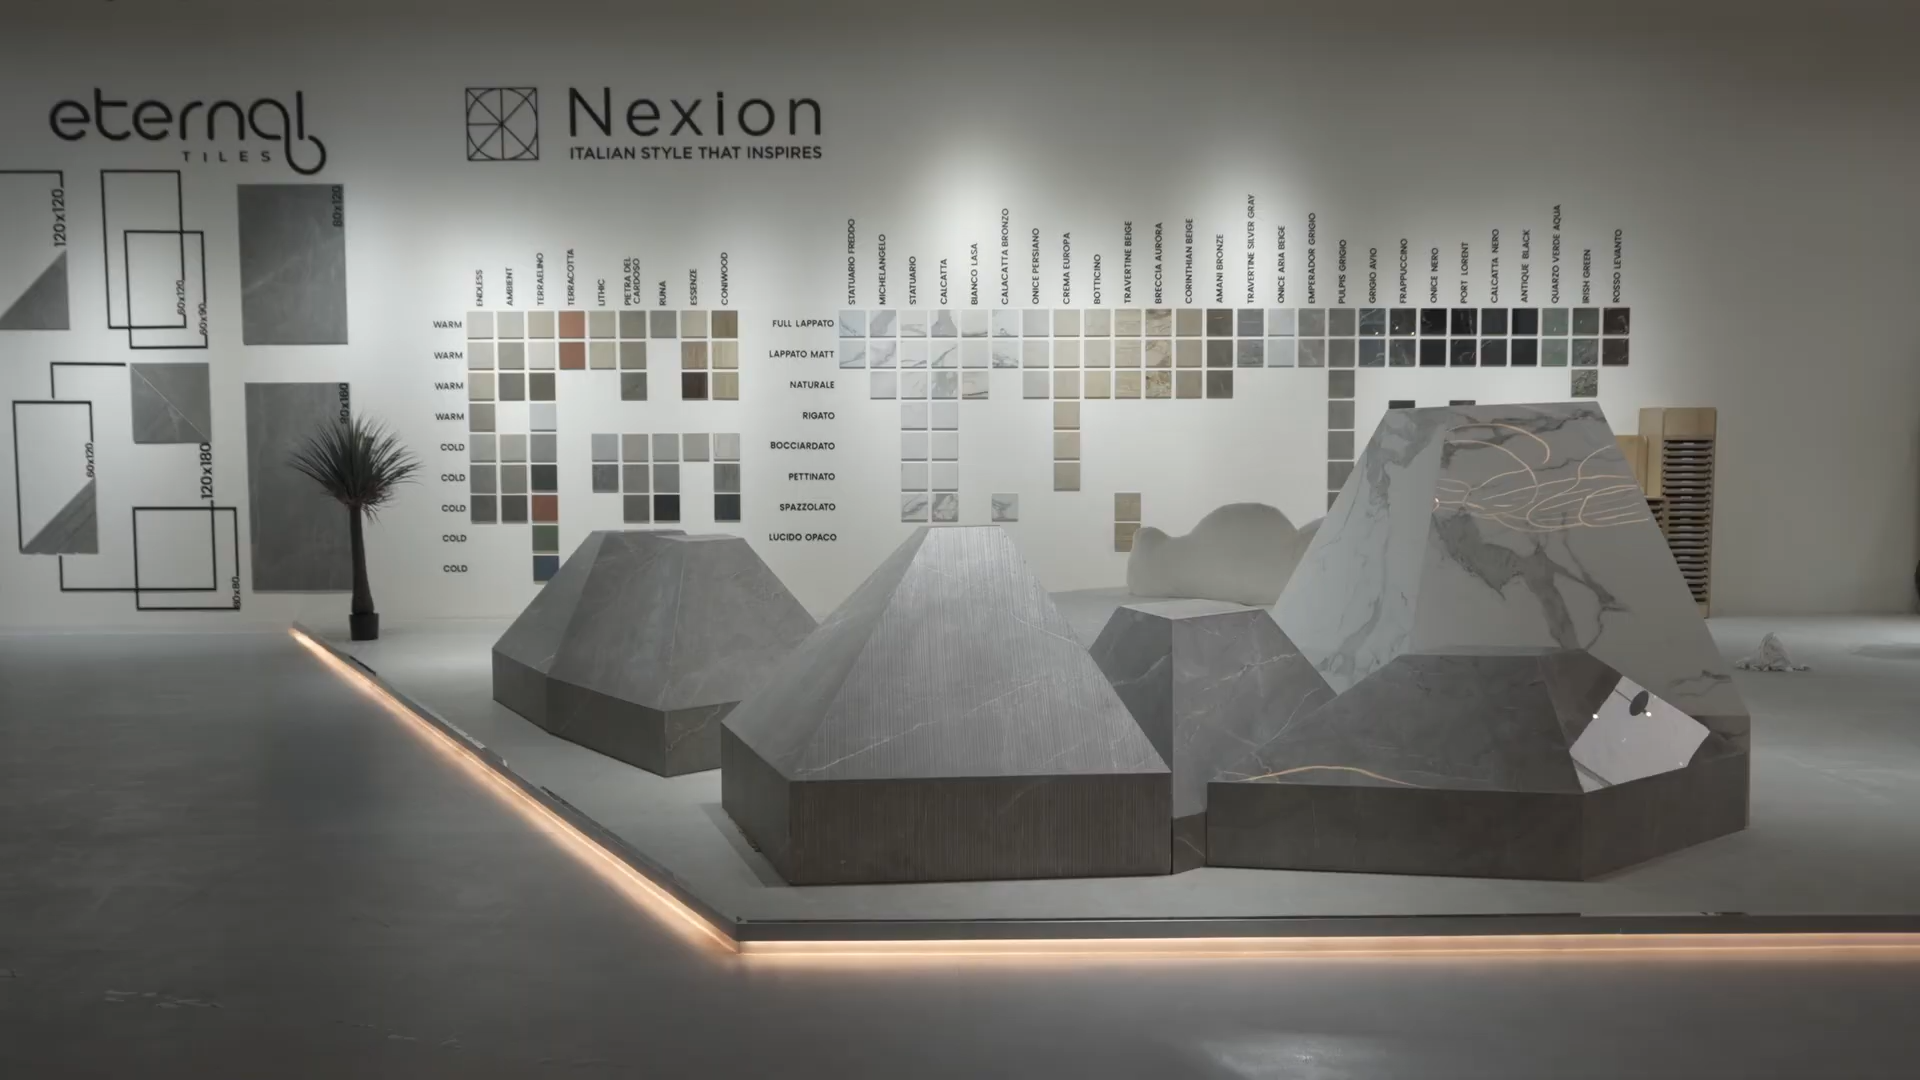 eternal
TILES
Nexion
ITALIAN STYLE THAT INSPIRES
120x120
60x120
60x90
80x120
60x120
120x180
80x180
80x80
ENDLESS
AMBIENT
TERRAELINO
TERRACOTTA
LITHIC
PIETRA DEL
CARDOSO
RUNA
ESSENZE
CONIWOOD
WARM
WARM
WARM
WARM
COLD
COLD
COLD
COLD
COLD
STATUARIO FREDDO
MICHELANGELO
STATUARIO
CALCATTA
BIANCO LASA
CALACATTA BRONZO
ONICE PERSIANO
CREMA EUROPA
BOTTICINO
TRAVERTINE BEIGE
BRECCIA AURORA
CORINTHIAN BEIGE
AMANI BRONZE
TRAVERTINE SILVER GRAY
ONICE ARIA BEIGE
EMPERADOR GRIGIO
PULPIS GRIGIO
GRIGIO AVIO
FRAPPUCCINO
ONICE NERO
PORT LORENT
CALCATTA NERO
ANTIQUE BLACK
QUARZO VERDE AQUA
IRISH GREEN
ROSSO LEVANTO
FULL LAPPATO
LAPPATO MATT
NATURALE
RIGATO
BOCCIARDATO
PETTINATO
SPAZZOLATO
LUCIDO OPACO